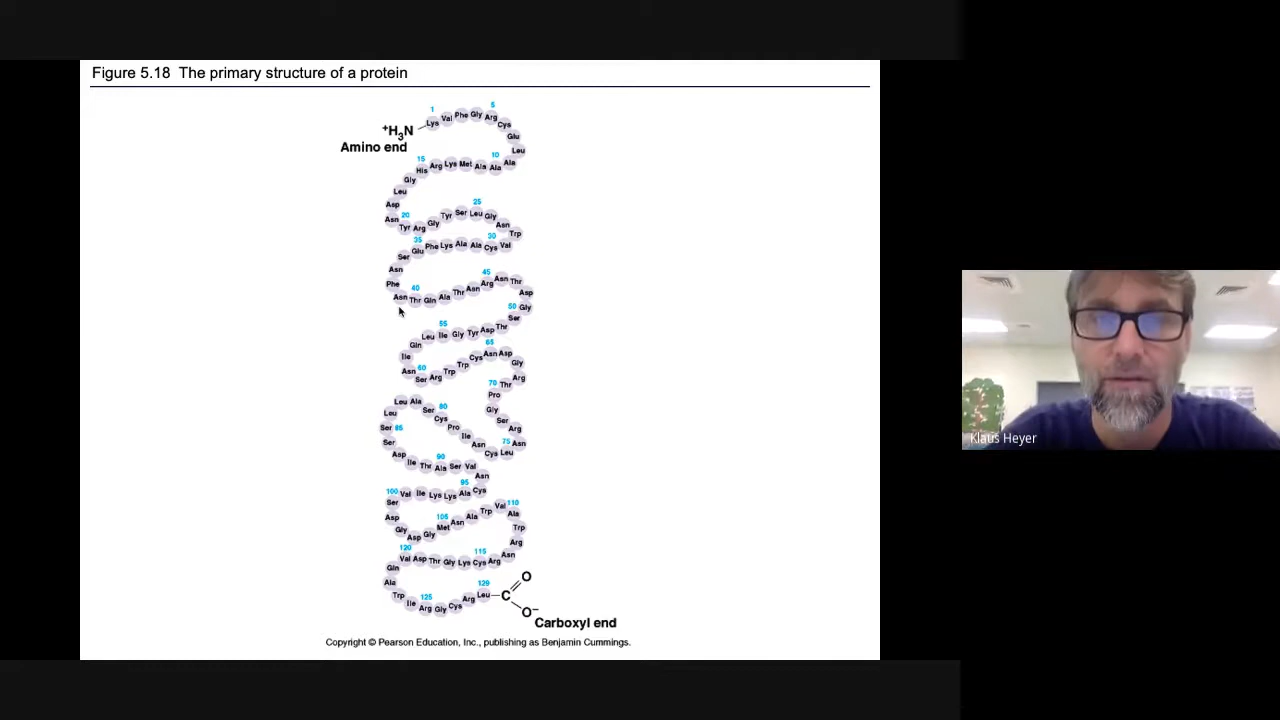 Figure 5.18 The primary structure of a protein
1 5
+H3N
Amino end
Lys Val Phe Gly Arg Cys Glu Leu Ala
15 10
Ala Ala Met Lys Arg His Gly Leu Asp Asn
20 25
Tyr Arg Gly Tyr Ser Leu Gly Asn Trp
35 30
Val Cys Ala Ala Lys Phe Glu Ser Asn Phe
40 45
Asn Thr Gln Ala Thr Asn Arg Asn Thr Asp Gly
55 50
Ser Thr Asp Tyr Gly Ile Leu Gln Ile Asn
60 65
Ser Arg Trp Trp Cys Asn Asp Gly Arg
70
Thr Pro Gly Ser Arg Asn
80 75
Leu Cys Asn Ile Pro Cys Ser Ala Leu Leu
85
Ser Ser Asp
90
Ile Thr Ala Ser Val Asn
100 95
Cys Ala Lys Lys Ile Val Ser Asp Gly
105 110
Asp Gly Met Asn Ala Trp Val Ala Trp Arg
120 115
Asn Arg Cys Lys Gly Thr Asp Val Gln Ala
125 129
Trp Ile Arg Gly Cys Arg Leu
C
O
O−
Carboxyl end
Copyright © Pearson Education, Inc., publishing as Benjamin Cummings.
Klaus Heyer